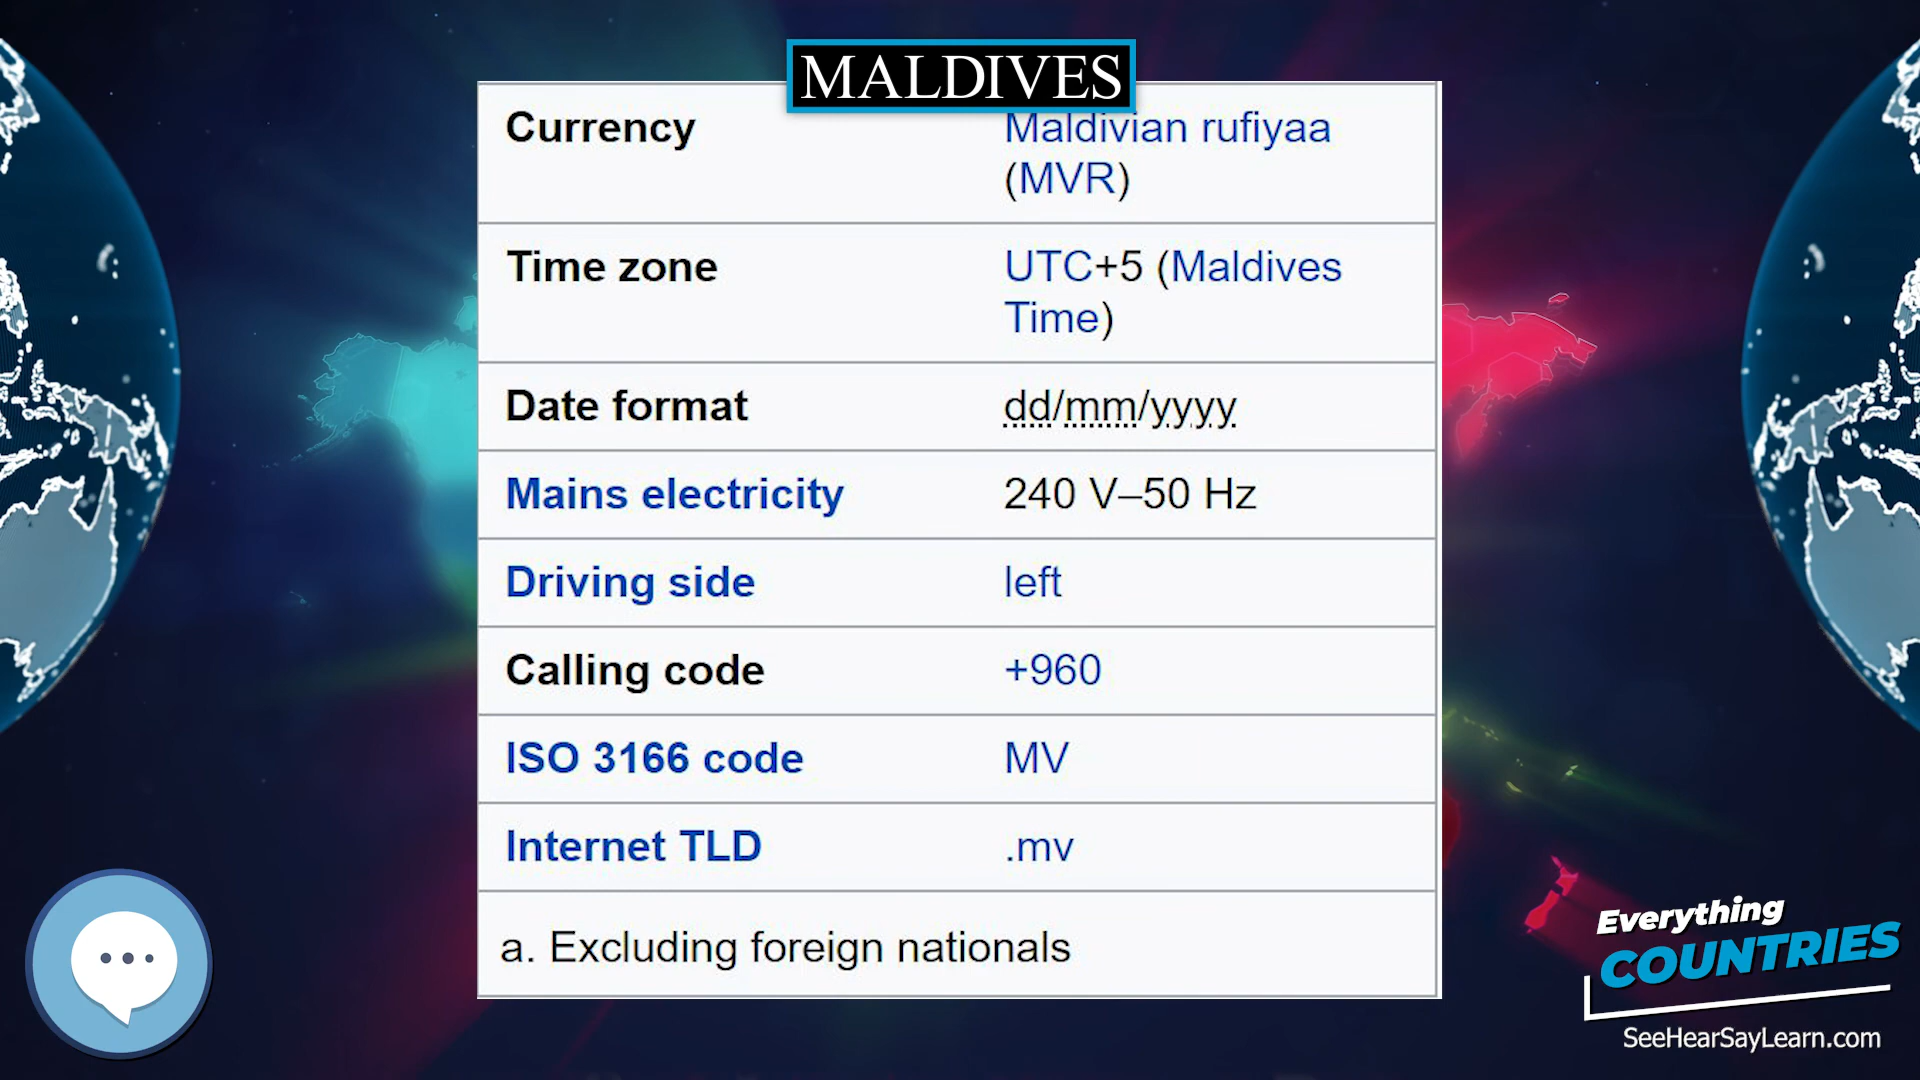 MALDIVES
Currency Maldivian rufiyaa
(MVR)
Time zone UTC+5 (Maldives
Time)
Date format dd/mm/yyyy
Mains electricity 240 V–50 Hz
Driving side left
Calling code +960
ISO 3166 code MV
Internet TLD .mv
a. Excluding foreign nationals
Everything
COUNTRIES
SeeHearSayLearn.com